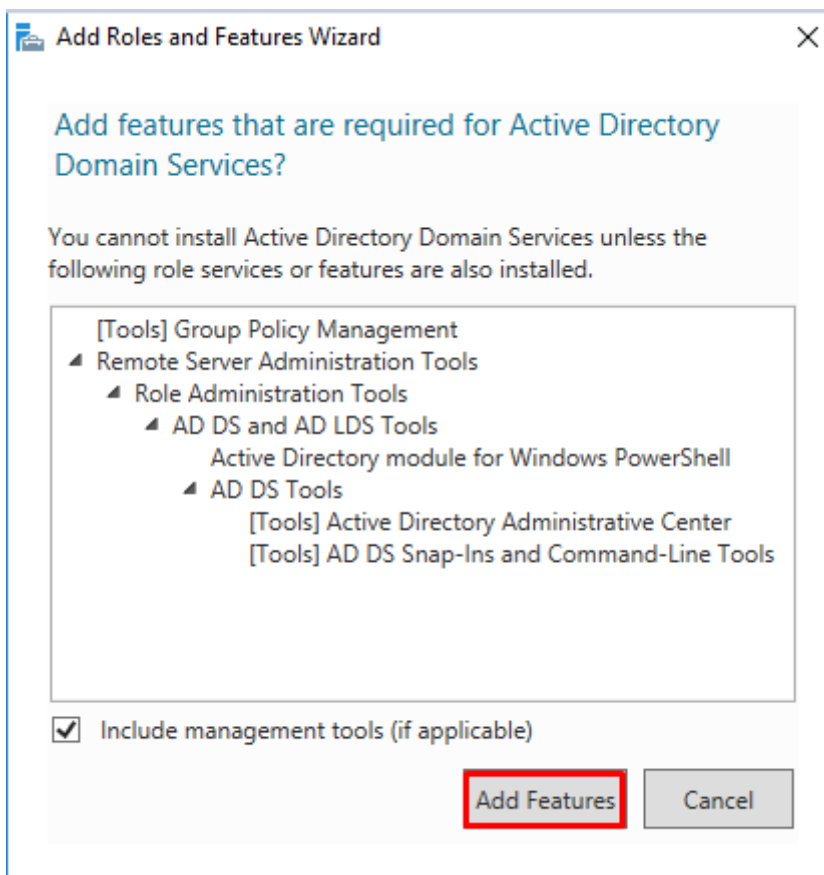 Add Roles and Features Wizard
Add features that are required for Active Directory
Domain Services?
You cannot install Active Directory Domain Services unless the
following role services or features are also installed.
[Tools] Group Policy Management
Remote Server Administration Tools
Role Administration Tools
AD DS and AD LDS Tools
Active Directory module for Windows PowerShell
AD DS Tools
[Tools] Active Directory Administrative Center
[Tools] AD DS Snap-Ins and Command-Line Tools
Include management tools (if applicable)
Add Features
Cancel